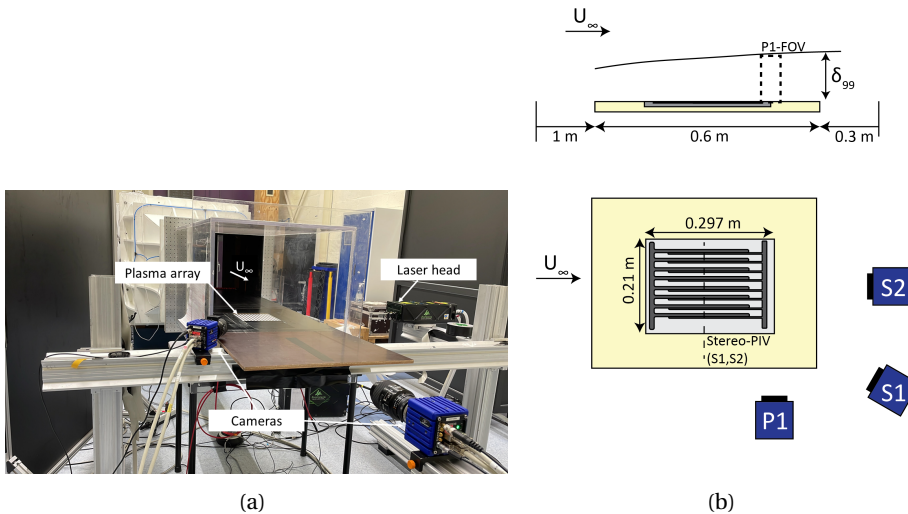 U∞
P1-FOV
δ99
1 m
0.6 m
0.3 m
Plasma array
U∞
Laser head
Cameras
0.297 m
0.21 m
U∞
Stereo-PIV
(S1,S2)
S2
S1
P1
(a)
(b)